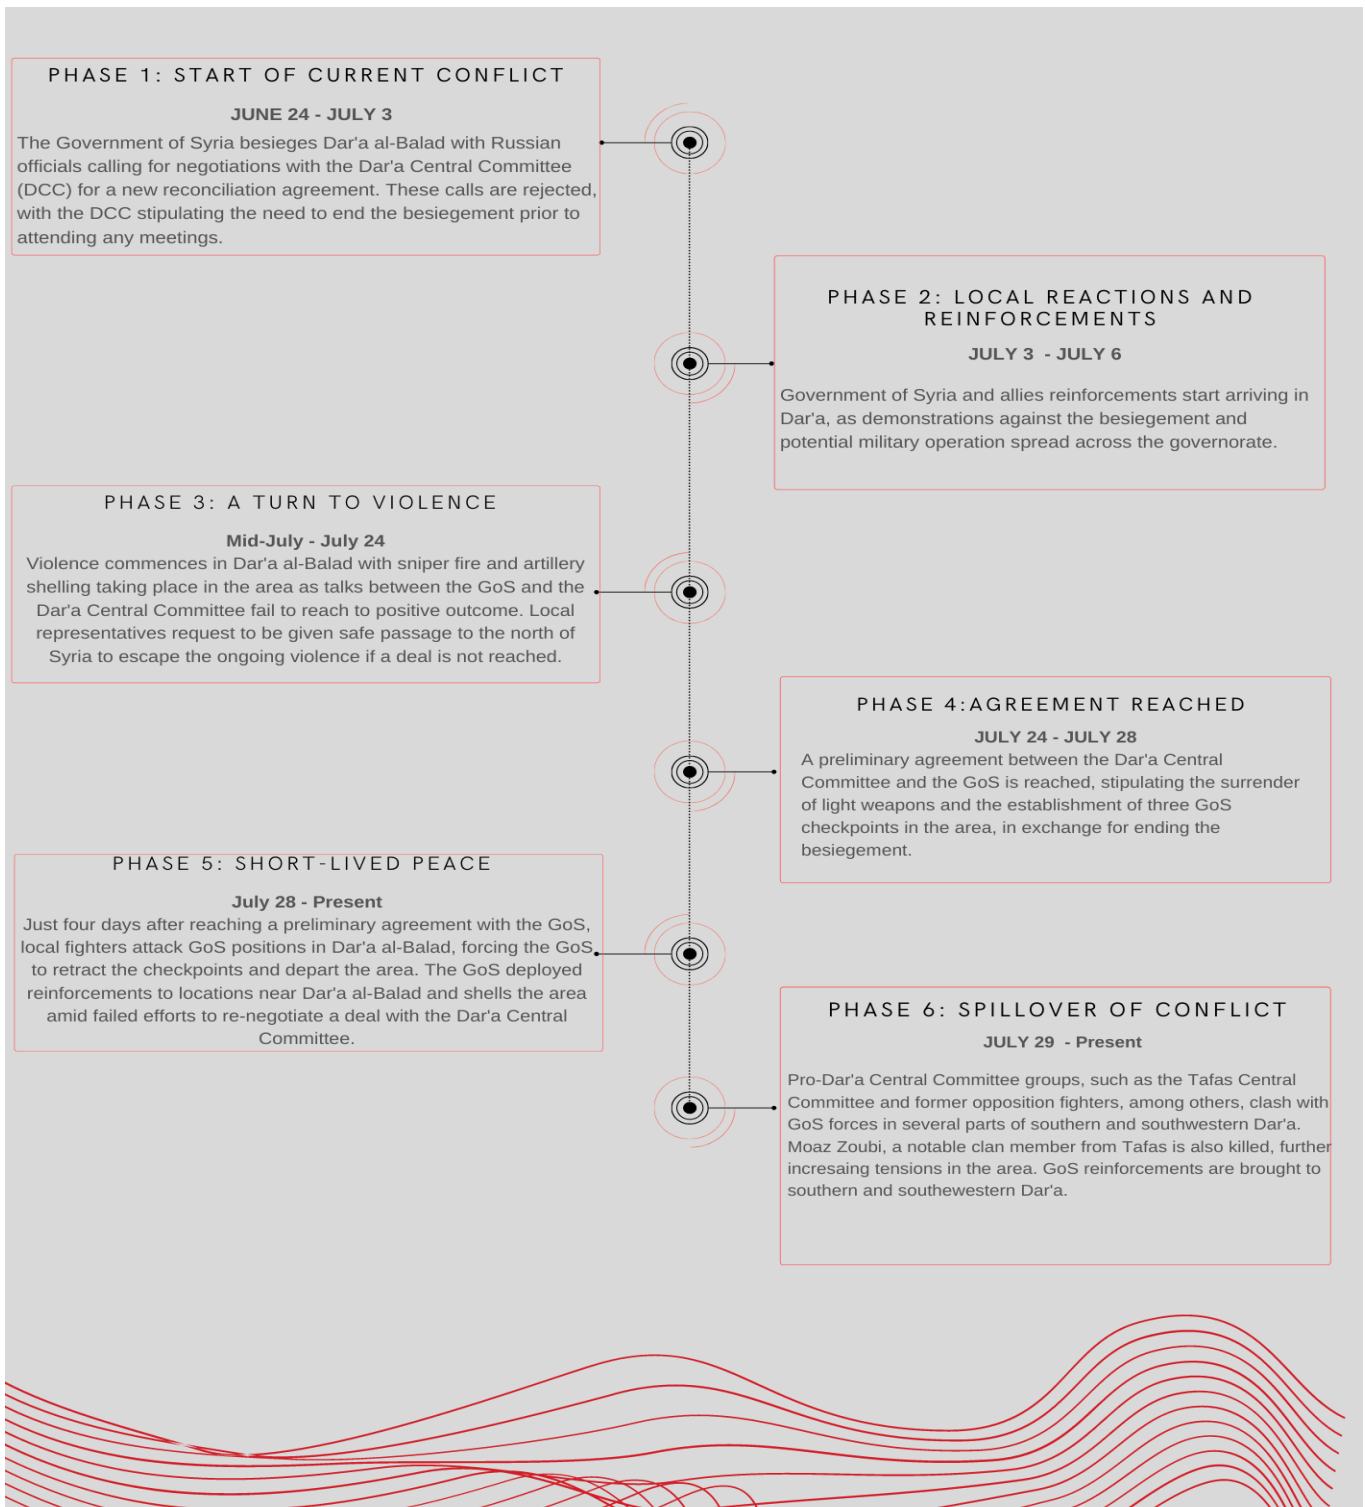 PHASE 1: START OF CURRENT CONFLICT
JUNE 24 - JULY 3
The Government of Syria besieges Dar'a al-Balad with Russian
officials calling for negotiations with the Dar'a Central Committee
(DCC) for a new reconciliation agreement. These calls are rejected,
with the DCC stipulating the need to end the besiegement prior to
attending any meetings.
PHASE 2: LOCAL REACTIONS AND
REINFORCEMENTS
JULY 3 - JULY 6
Government of Syria and allies reinforcements start arriving in
Dar'a, as demonstrations against the besiegement and
potential military operation spread across the governorate.
PHASE 3: A TURN TO VIOLENCE
Mid-July - July 24
Violence commences in Dar'a al-Balad with sniper fire and artillery
shelling taking place in the area as talks between the GoS and the
Dar'a Central Committee fail to reach to positive outcome. Local
representatives request to be given safe passage to the north of
Syria to escape the ongoing violence if a deal is not reached.
PHASE 4:AGREEMENT REACHED
JULY 24 - JULY 28
A preliminary agreement between the Dar'a Central
Committee and the GoS is reached, stipulating the surrender
of light weapons and the establishment of three GoS
checkpoints in the area, in exchange for ending the
besiegement.
PHASE 5: SHORT-LIVED PEACE
July 28 - Present
Just four days after reaching a preliminary agreement with the GoS,
local fighters attack GoS positions in Dar'a al-Balad, forcing the GoS
to retract the checkpoints and depart the area. The GoS deployed
reinforcements to locations near Dar'a al-Balad and shells the area
amid failed efforts to re-negotiate a deal with the Dar'a Central
Committee.
PHASE 6: SPILLOVER OF CONFLICT
JULY 29 - Present
Pro-Dar'a Central Committee groups, such as the Tafas Central
Committee and former opposition fighters, among others, clash with
GoS forces in several parts of southern and southwestern Dar'a.
Moaz Zoubi, a notable clan member from Tafas is also killed, further
incresaing tensions in the area. GoS reinforcements are brought to
southern and southewestern Dar'a.